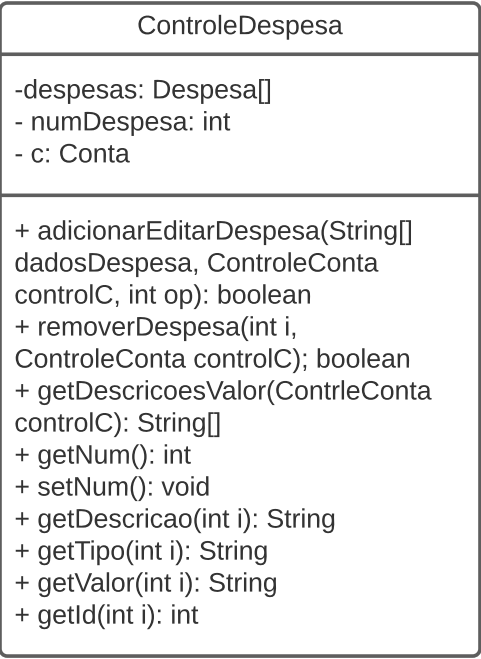 ControleDespesa
-despesas: Despesa[]
- numDespesa: int
- c: Conta
+ adicionarEditarDespesa(String[]
dadosDespesa, ControleConta
controlC, int op): boolean
+ removerDespesa(int i,
ControleConta controlC); boolean
+ getDescricoesValor(ContrleConta
controlC): String[]
+ getNum(): int
+ setNum(): void
+ getDescricao(int i): String
+ getTipo(int i): String
+ getValor(int i): String
+ getId(int i): int